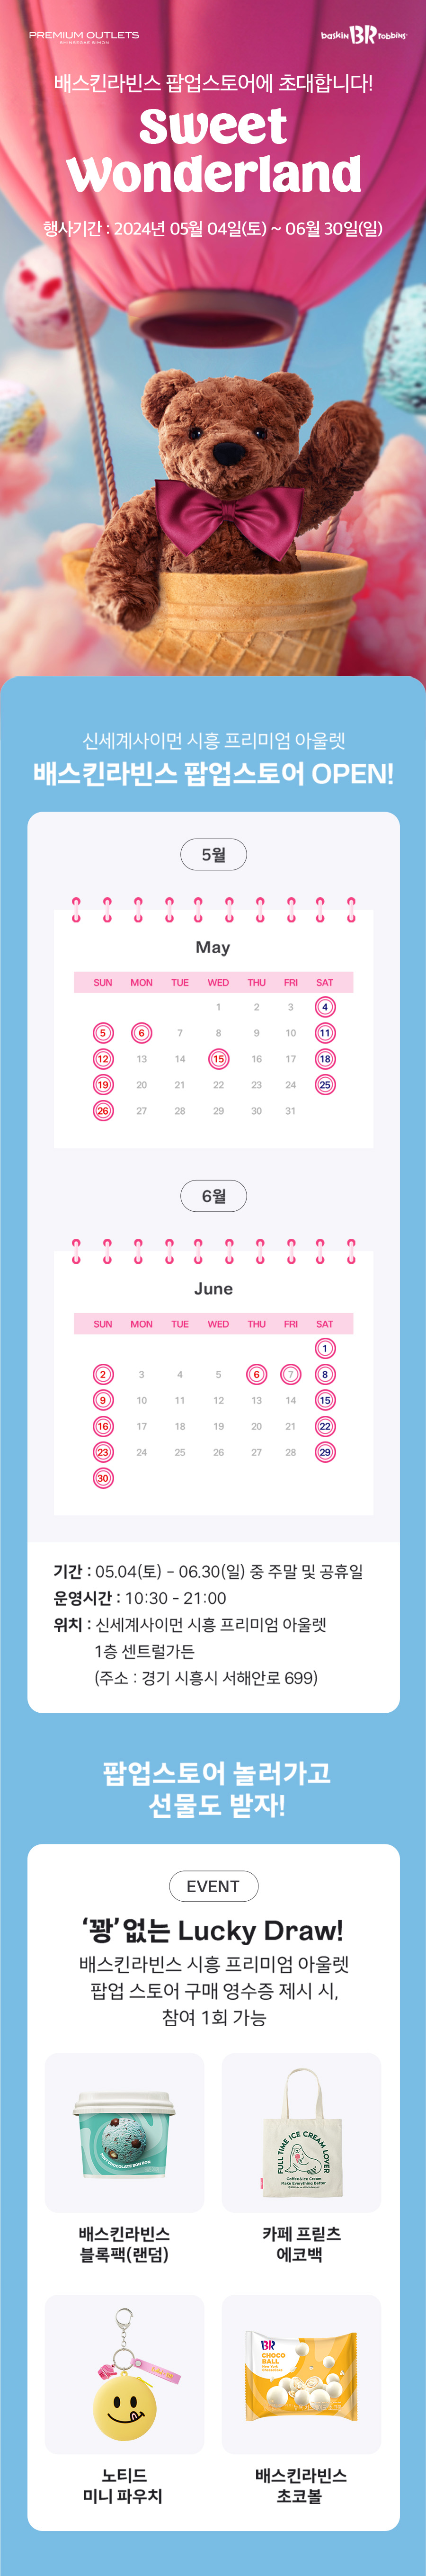 PREMIUM OUTLETS
SHINSEGAE SIMON
baskin BR robbins
배스킨라빈스 팝업스토어에 초대합니다!
Sweet
Wonderland
행사기간 : 2024년 05월 04일(토) ~ 06월 30일(일)
신세계사이먼 시흥 프리미엄 아울렛
배스킨라빈스 팝업스토어 OPEN!
5월
May
SUN MON TUE WED THU FRI SAT
1 2 3 4
5 6 7 8 9 10 11
12 13 14 15 16 17 18
19 20 21 22 23 24 25
26 27 28 29 30 31
6월
June
SUN MON TUE WED THU FRI SAT
1
2 3 4 5 6 7 8
9 10 11 12 13 14 15
16 17 18 19 20 21 22
23 24 25 26 27 28 29
30
기간 : 05.04(토) - 06.30(일) 중 주말 및 공휴일
운영시간 : 10:30 - 21:00
위치 : 신세계사이먼 시흥 프리미엄 아울렛
1층 센트럴가든
(주소 : 경기 시흥시 서해안로 699)
팝업스토어 놀러가고
선물도 받자!
EVENT
‘꽝’ 없는 Lucky Draw!
배스킨라빈스 시흥 프리미엄 아울렛
팝업 스토어 구매 영수증 제시 시,
참여 1회 가능
FULL TIME ICE CREAM LOVER
Coffee&Ice Cream
Make Everything Better
배스킨라빈스
블록팩(랜덤)
카페 프릳츠
에코백
BR
CHOCO
BALL
노티드
미니 파우치
배스킨라빈스
초코볼